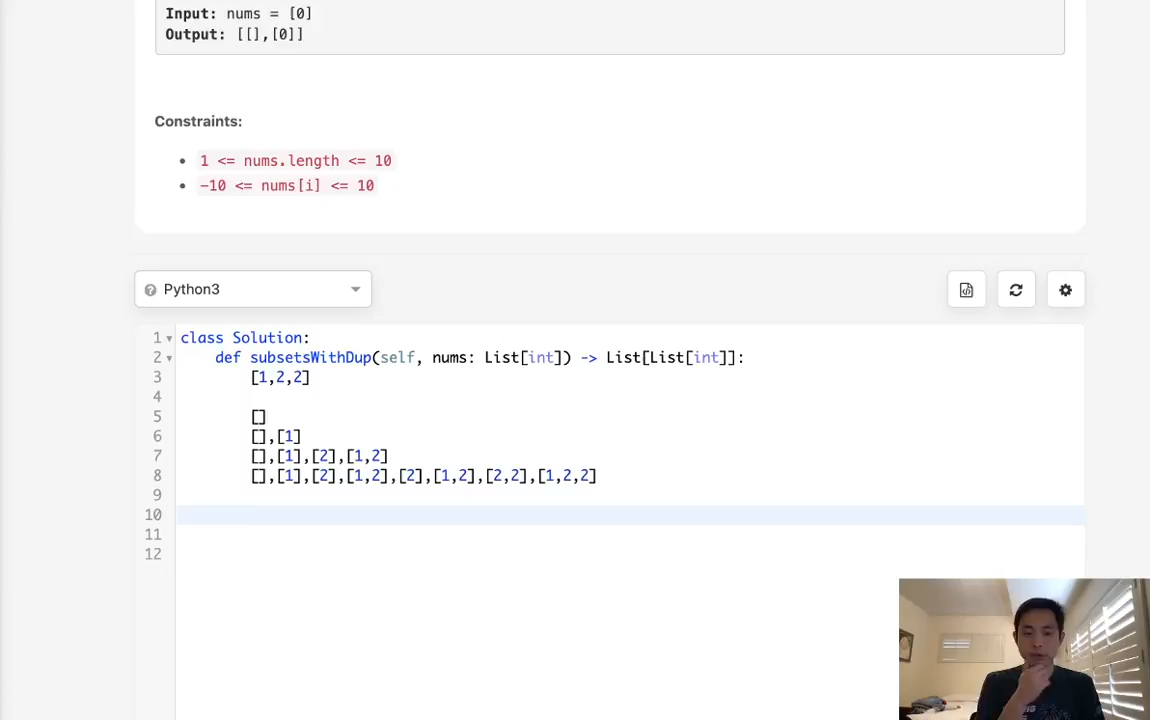 Input: nums = [0]
Output: [[],[0]]
Constraints:
1 <= nums.length <= 10
-10 <= nums[i] <= 10
Python3
1 class Solution:
2 def subsetsWithDup(self, nums: List[int]) -> List[List[int]]:
3 [1,2,2]
4
5 []
6 [],[1]
7 [],[1],[2],[1,2]
8 [],[1],[2],[1,2],[2],[1,2],[2,2],[1,2,2]
9
10
11
12